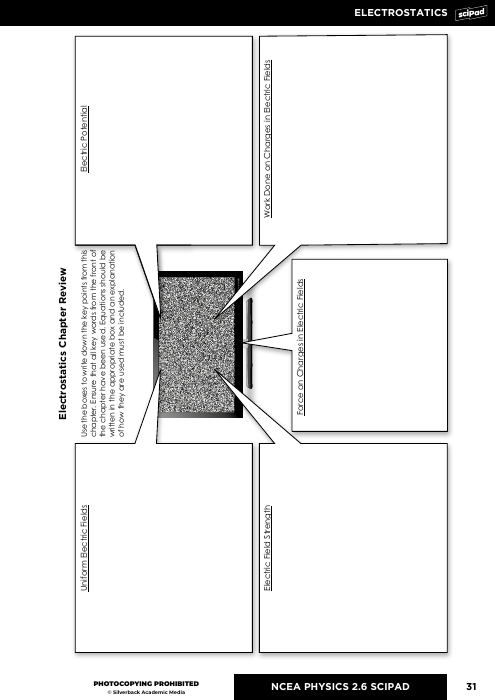 ELECTROSTATICS
scipad
Electrostatics Chapter Review
Use the boxes to write down the key points from this
chapter. Ensure that all key words from the front of
the chapter have been used. Equations should be
written in the appropriate box and an explanation
of how they are used must be included.
Uniform Electric Fields
Electric Potential
Electric Field Strength
Force on Charges in Electric Fields
Work Done on Charges in Electric Fields
PHOTOCOPYING PROHIBITED
© Silverback Academic Media
NCEA PHYSICS 2.6 SCIPAD
31